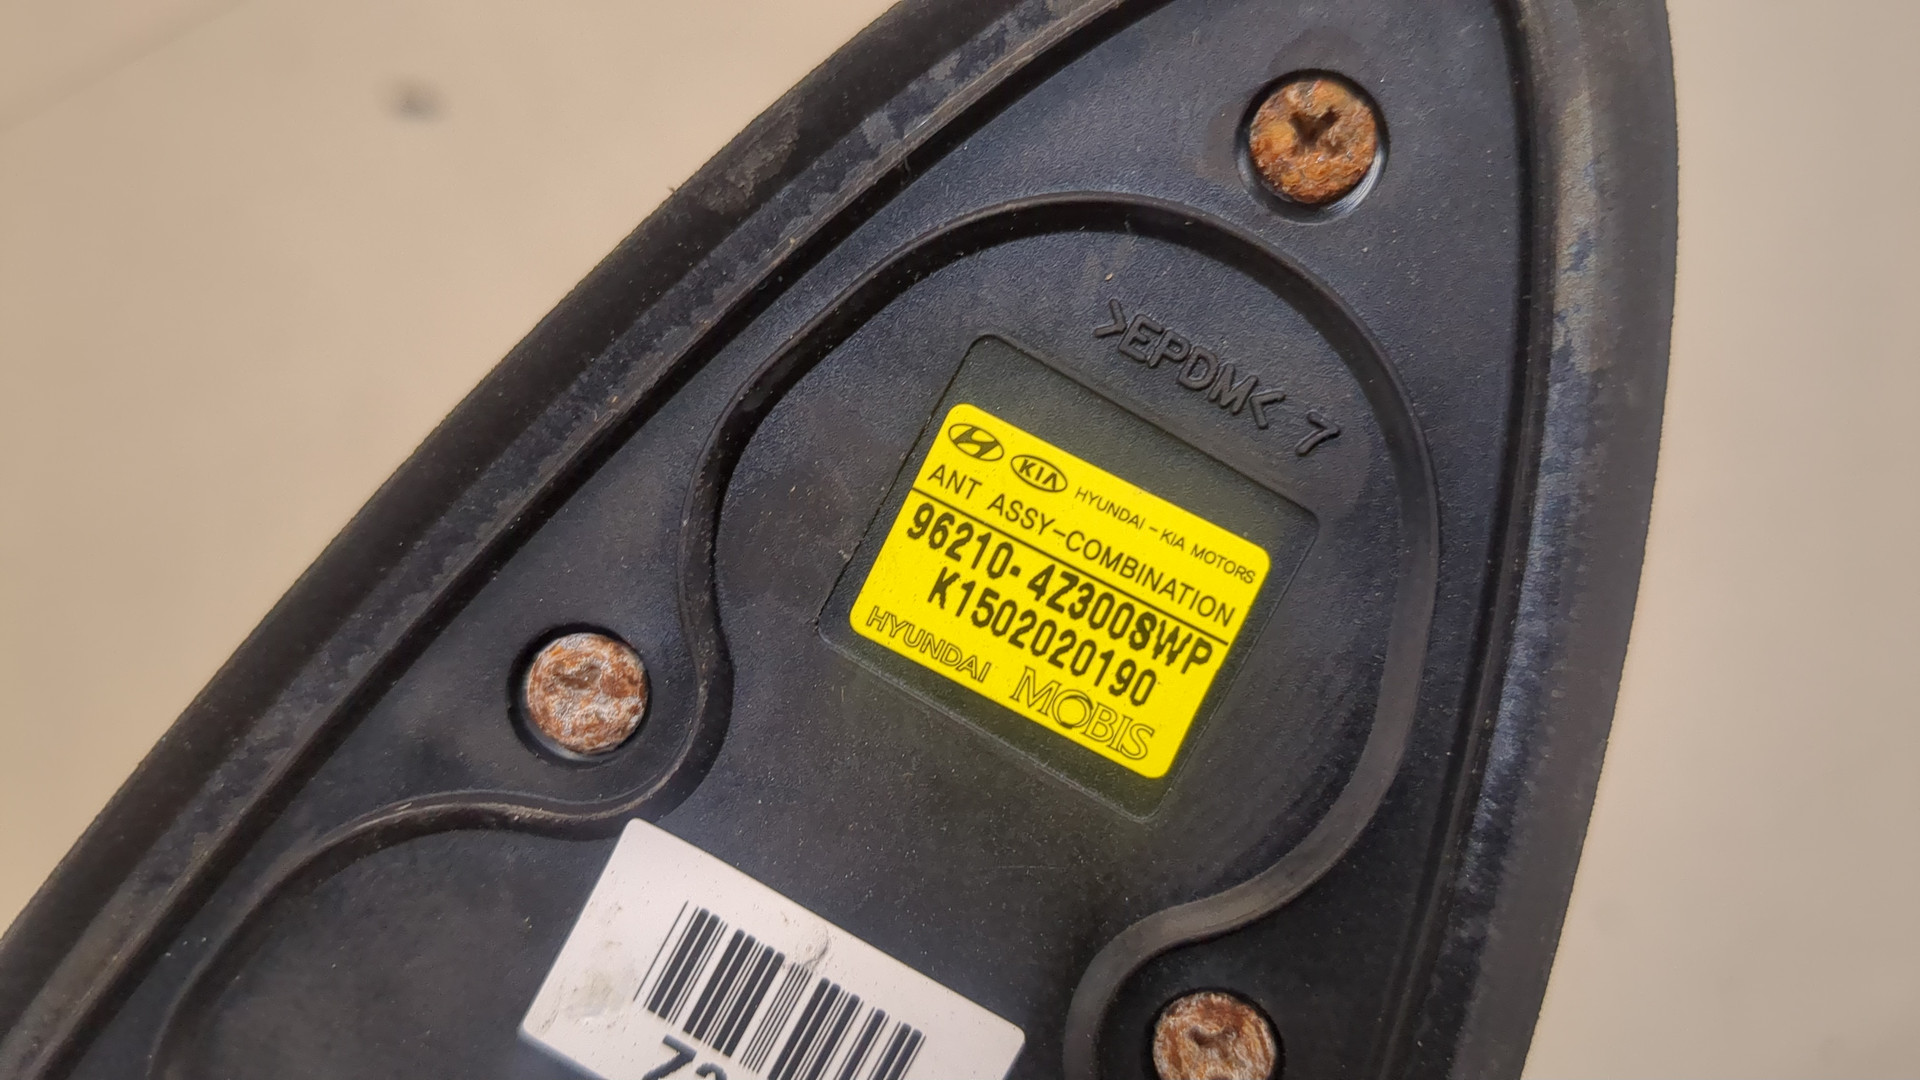 >EPDM< 7
KIA HYUNDAI - KIA MOTORS
ANT ASSY-COMBINATION
96210-4Z300SWP
K1502020190
HYUNDAI MOBIS